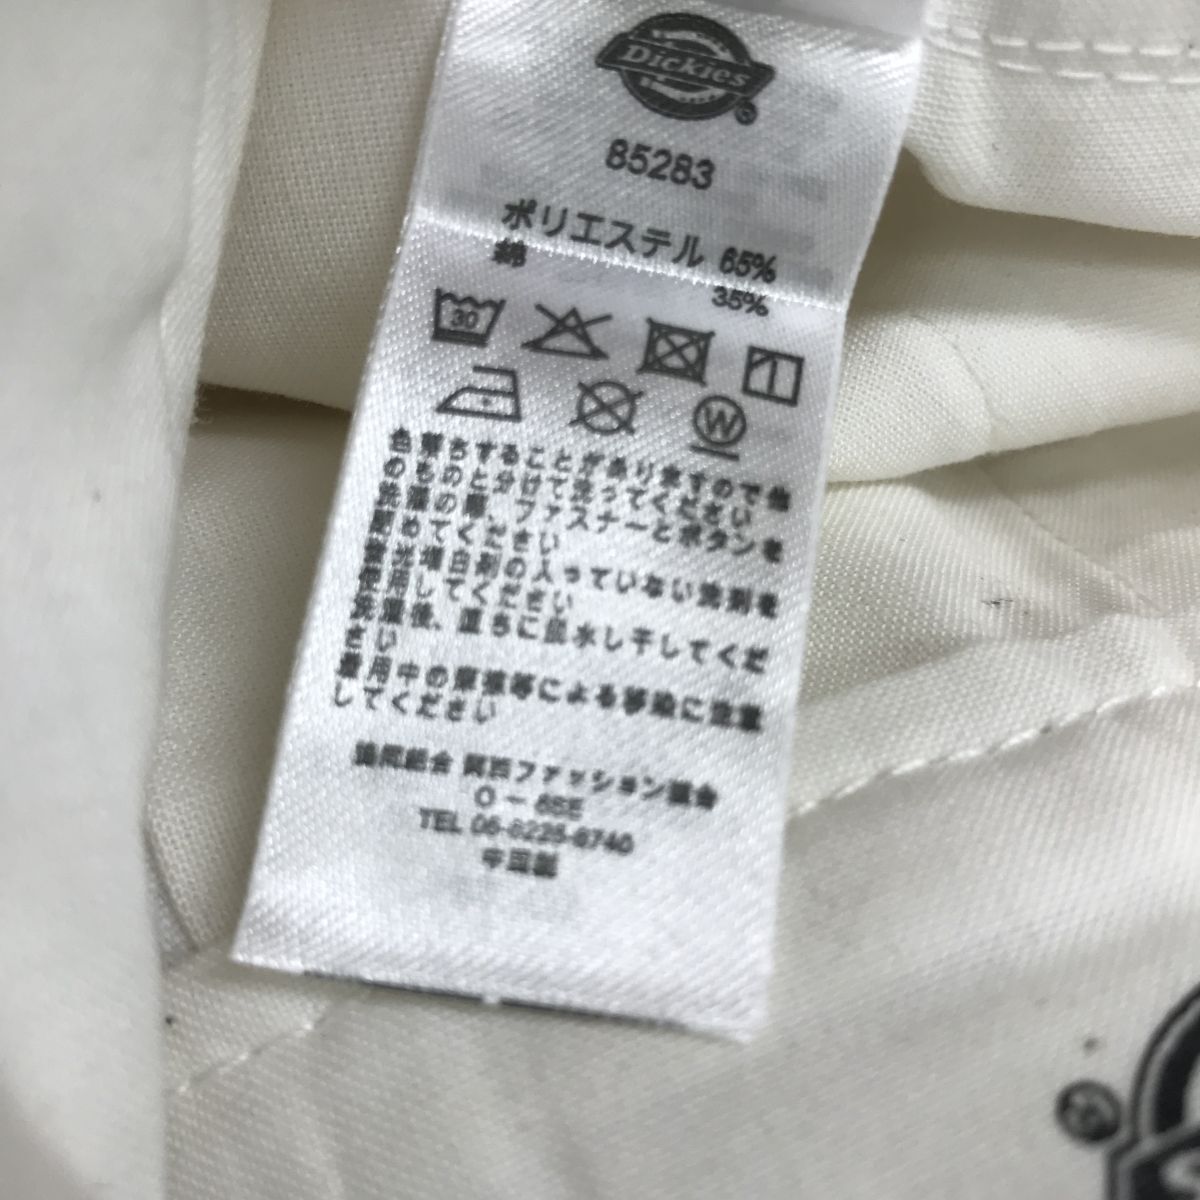 Dickies
®
85283
ポリエステル 65%
綿 35%
30
W
色落ちすることがありますので他
の物と分けて洗ってください
洗濯の際、ファスナーとボタンを
止めてください
蛍光増白剤の入っていない洗剤を
使用してください
洗濯後、直ちに脱水し干してくだ
さい
着用中の摩擦等による移染に注意
してください
協同組合 関西ファッション連合
O-6SE
TEL 06-6228-6740
中国製
®